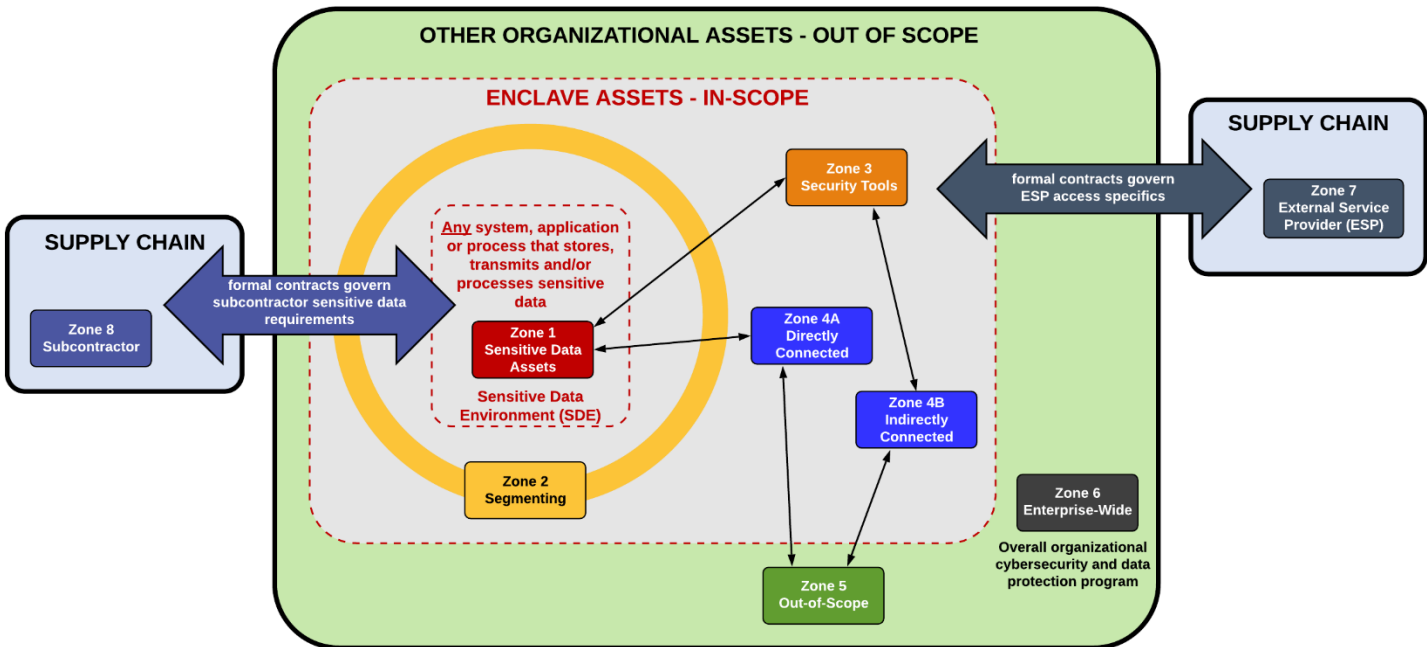 OTHER ORGANIZATIONAL ASSETS - OUT OF SCOPE
ENCLAVE ASSETS - IN-SCOPE
SUPPLY CHAIN
Zone 8
Subcontractor
formal contracts govern
subcontractor sensitive data
requirements
Any system, application
or process that stores,
transmits and/or
processes sensitive
data
Zone 1
Sensitive Data
Assets
Sensitive Data
Environment (SDE)
Zone 2
Segmenting
Zone 3
Security Tools
Zone 4A
Directly
Connected
Zone 4B
Indirectly
Connected
Zone 5
Out-of-Scope
Zone 6
Enterprise-Wide
Overall organizational
cybersecurity and data
protection program
formal contracts govern
ESP access specifics
SUPPLY CHAIN
Zone 7
External Service
Provider (ESP)